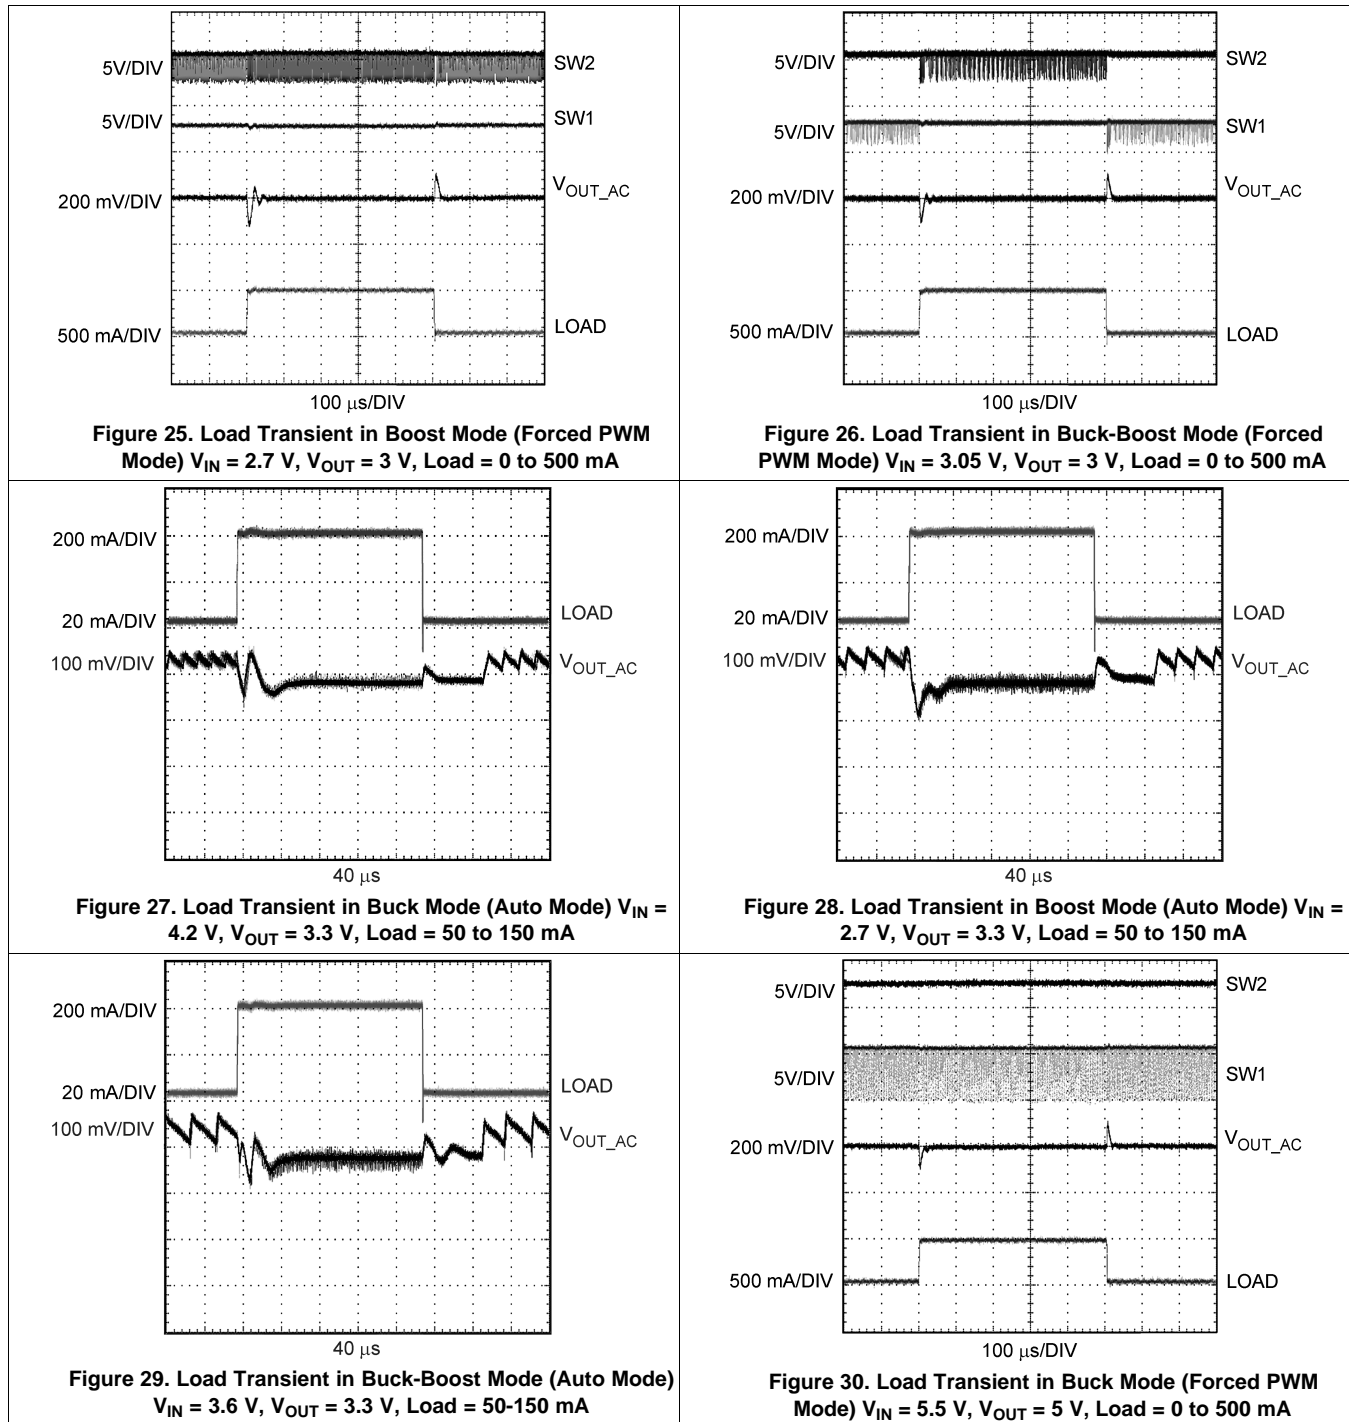 5V/DIV
SW2
5V/DIV
SW1
200 mV/DIV
V_OUT_AC
500 mA/DIV
LOAD
100 µs/DIV
Figure 25. Load Transient in Boost Mode (Forced PWM
Mode) V_IN = 2.7 V, V_OUT = 3 V, Load = 0 to 500 mA
5V/DIV
SW2
5V/DIV
SW1
200 mV/DIV
V_OUT_AC
500 mA/DIV
LOAD
100 µs/DIV
Figure 26. Load Transient in Buck-Boost Mode (Forced
PWM Mode) V_IN = 3.05 V, V_OUT = 3 V, Load = 0 to 500 mA
200 mA/DIV
20 mA/DIV
LOAD
100 mV/DIV
V_OUT_AC
40 µs
Figure 27. Load Transient in Buck Mode (Auto Mode) V_IN =
4.2 V, V_OUT = 3.3 V, Load = 50 to 150 mA
200 mA/DIV
20 mA/DIV
LOAD
100 mV/DIV
V_OUT_AC
40 µs
Figure 28. Load Transient in Boost Mode (Auto Mode) V_IN =
2.7 V, V_OUT = 3.3 V, Load = 50 to 150 mA
200 mA/DIV
20 mA/DIV
LOAD
100 mV/DIV
V_OUT_AC
40 µs
Figure 29. Load Transient in Buck-Boost Mode (Auto Mode)
V_IN = 3.6 V, V_OUT = 3.3 V, Load = 50-150 mA
5V/DIV
SW2
5V/DIV
SW1
200 mV/DIV
V_OUT_AC
500 mA/DIV
LOAD
100 µs/DIV
Figure 30. Load Transient in Buck Mode (Forced PWM
Mode) V_IN = 5.5 V, V_OUT = 5 V, Load = 0 to 500 mA